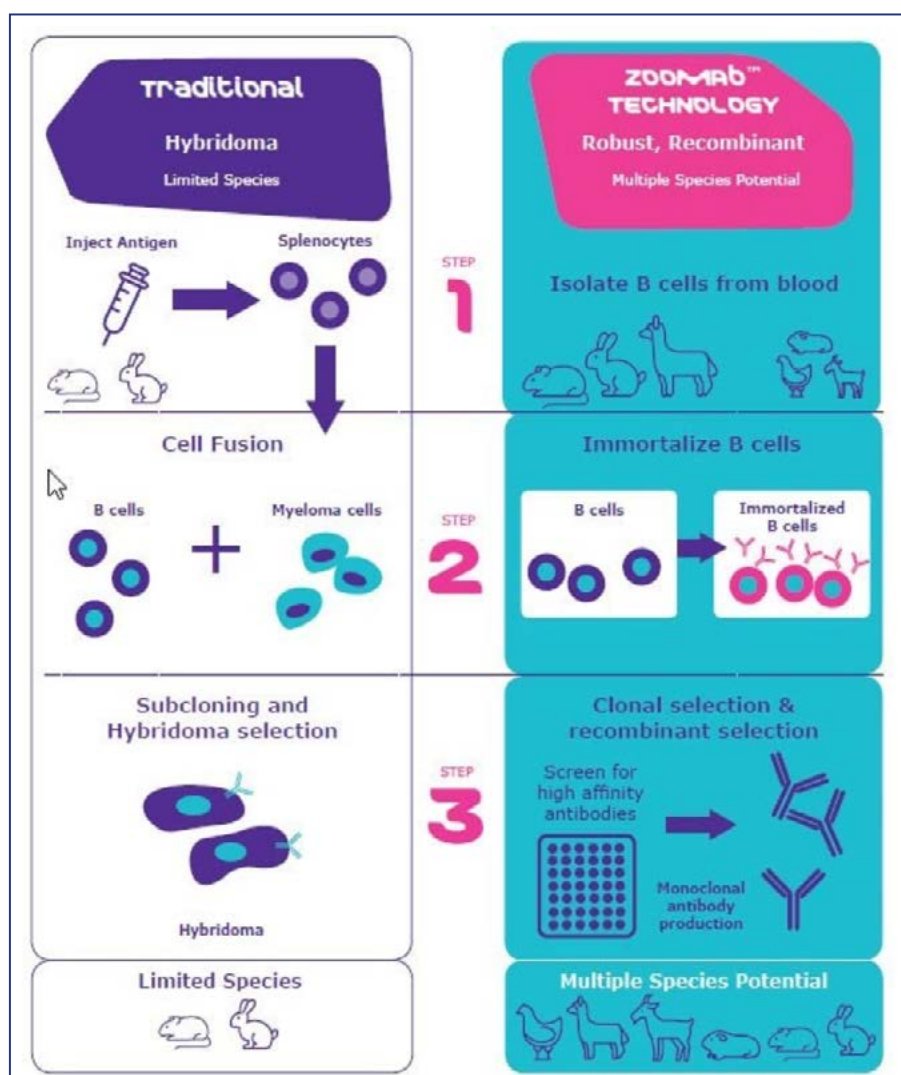 Traditional
Hybridoma
Limited Species
Inject Antigen
Splenocytes
ZooMAb™
TECHNOLOGY
Robust, Recombinant
Multiple Species Potential
STEP
1
Isolate B cells from blood
Cell Fusion
B cells
+
Myeloma cells
STEP
2
Immortalize B cells
B cells
Immortalized
B cells
Subcloning and
Hybridoma selection
Hybridoma
STEP
3
Clonal selection &
recombinant selection
Screen for
high affinity
antibodies
Monoclonal
antibody
production
Limited Species
Multiple Species Potential